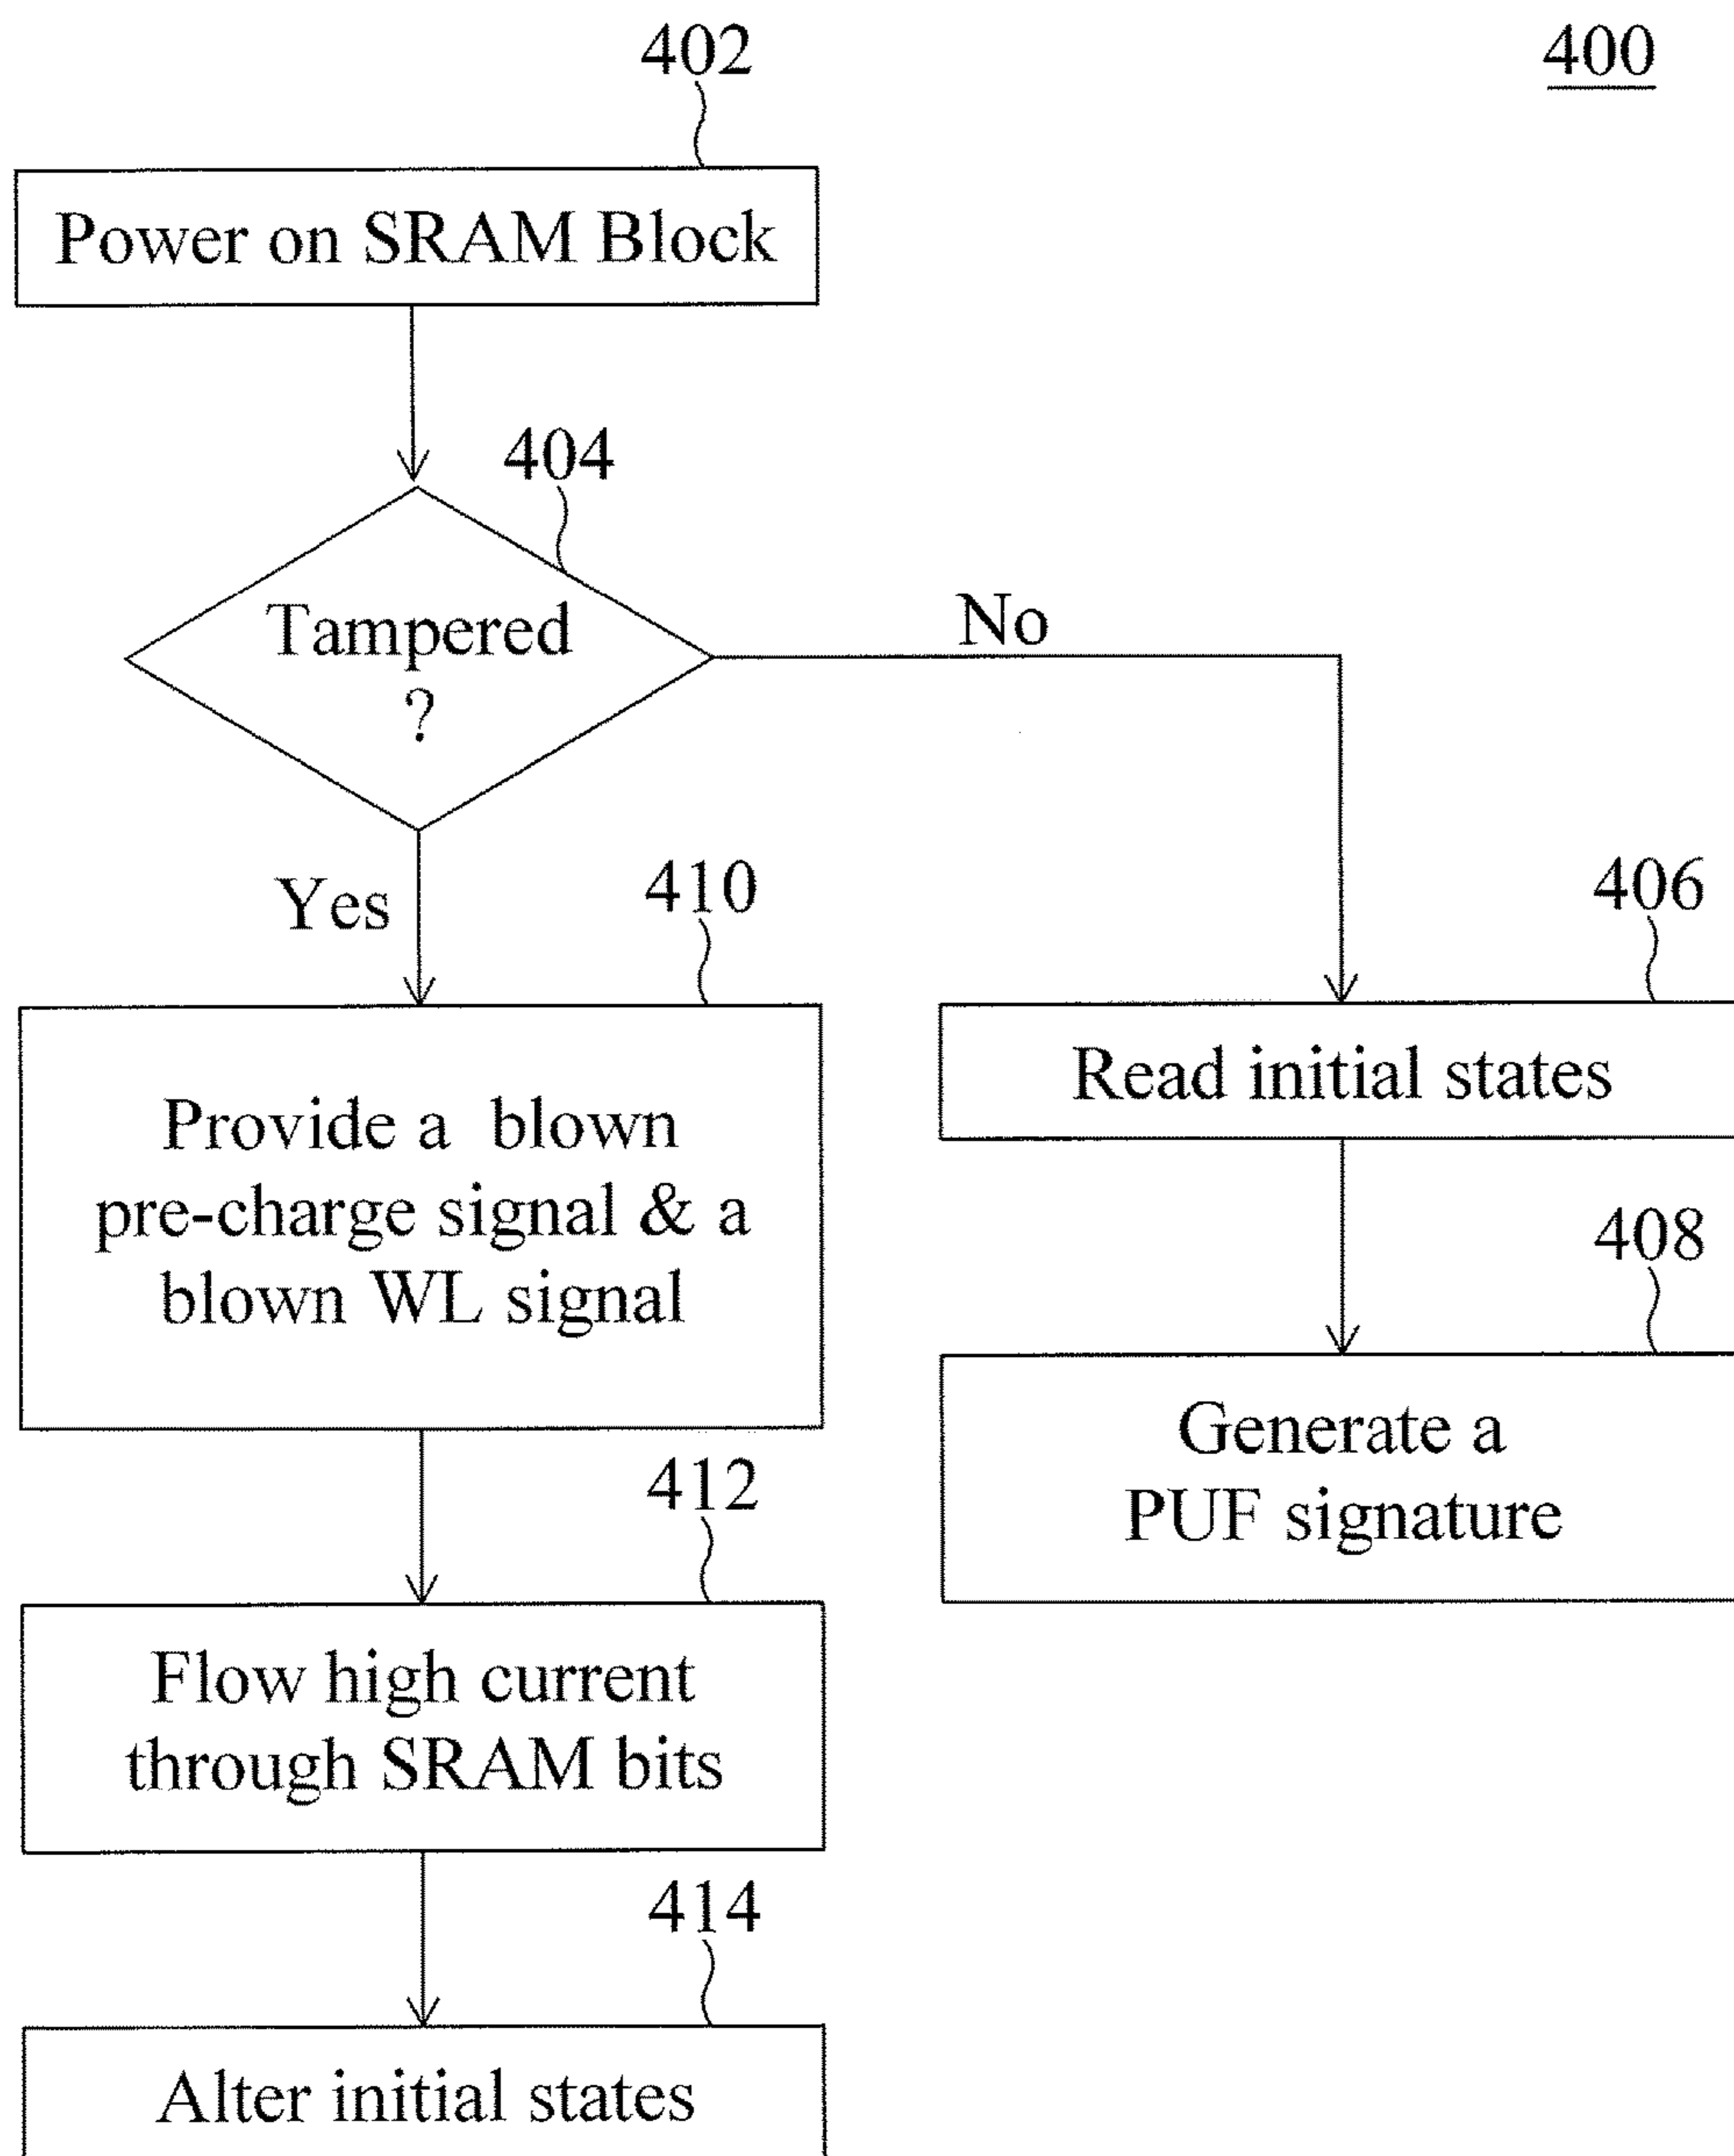 402
400
Power on SRAM Block
404
Tampered
?
No
Yes
410
406
Provide a blown
pre-charge signal & a
blown WL signal
Read initial states
408
Generate a
PUF signature
412
Flow high current
through SRAM bits
414
Alter initial states